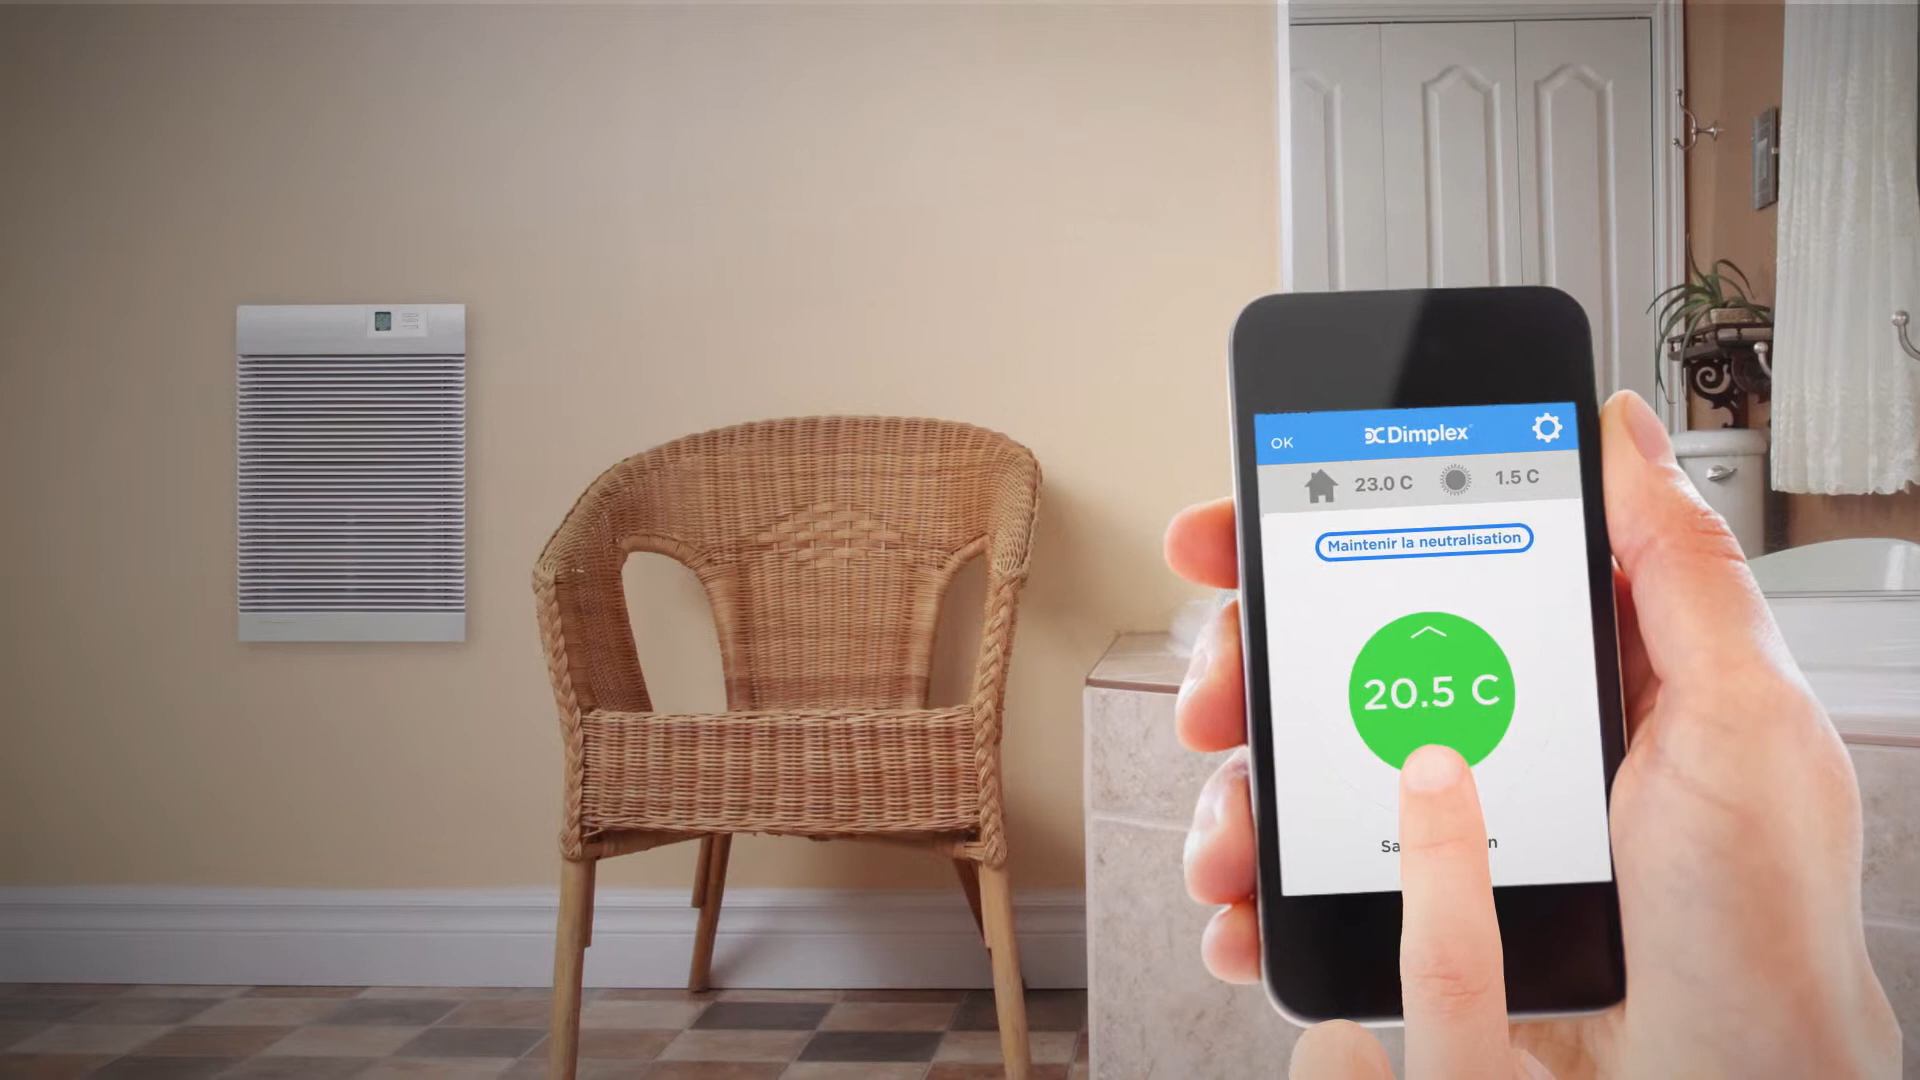 OK
Dimplex
23.0 C
1.5 C
Maintenir la neutralisation
20.5 C